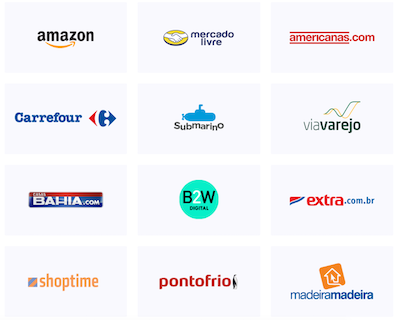 amazon
mercado
livre
americanas.com
Carrefour
Submarino
viavarejo
CASAS
BAHIA.COM
B2W
DIGITAL
extra.com.br
shoptime
pontofrio
madeiramadeira